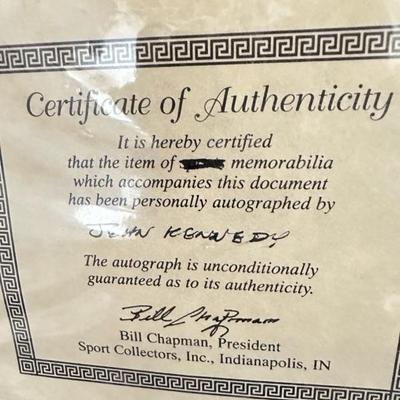 Certificate of Authenticity
It is hereby certified
that the item of memorabilia
which accompanies this document
has been personally autographed by
JOHN KENNEDY
The autograph is unconditionally
guaranteed as to its authenticity.
Bill Chapman
Bill Chapman, President
Sport Collectors, Inc., Indianapolis, IN